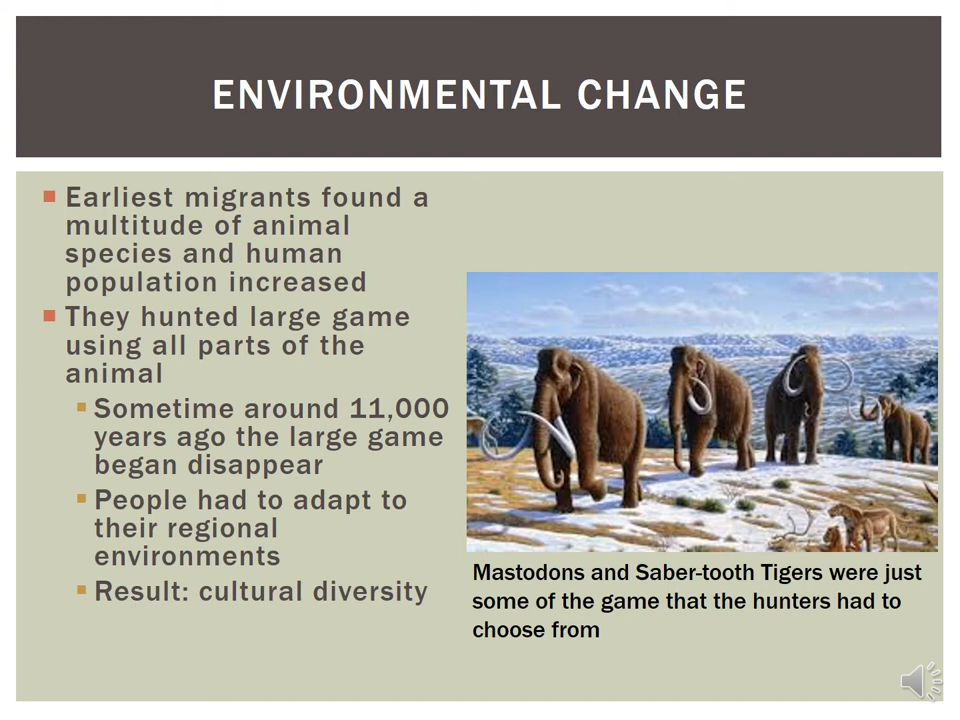 ENVIRONMENTAL CHANGE
Earliest migrants found a
multitude of animal
species and human
population increased
They hunted large game
using all parts of the
animal
Sometime around 11,000
years ago the large game
began disappear
People had to adapt to
their regional
environments
Result: cultural diversity
Mastodons and Saber-tooth Tigers were just
some of the game that the hunters had to
choose from